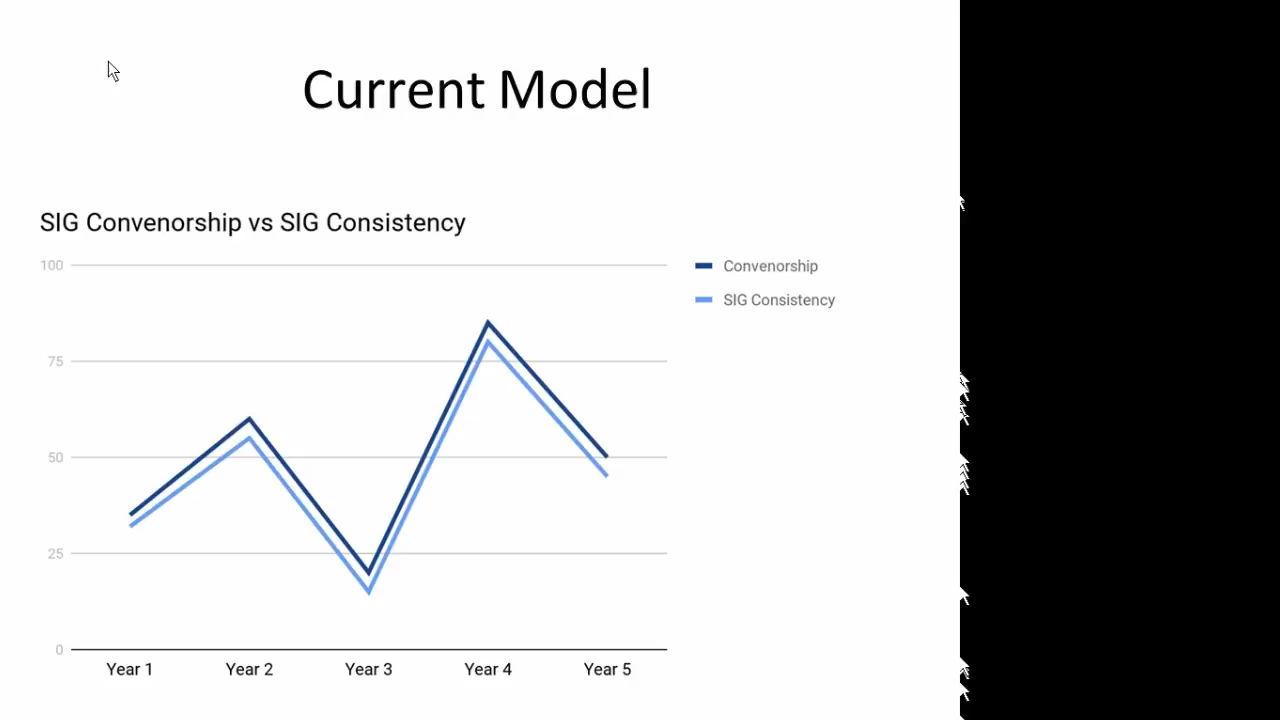 Current Model
SIG Convenorship vs SIG Consistency
100
75
50
25
0
Convenorship
SIG Consistency
Year 1 Year 2 Year 3 Year 4 Year 5